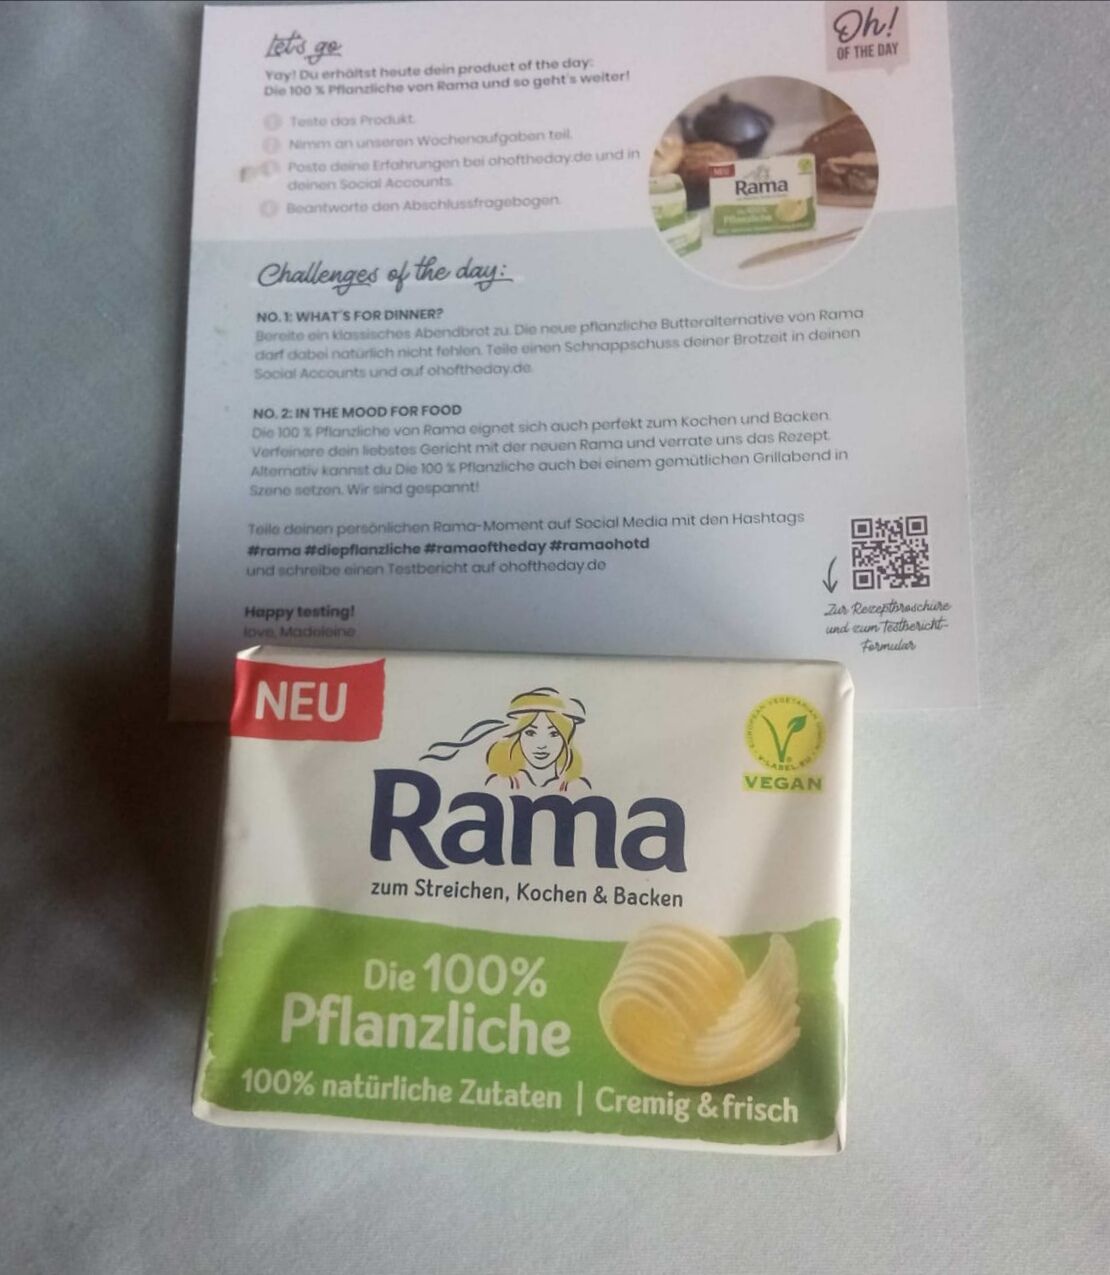 Oh!
OF THE DAY
Let's go
Yay! Du erhältst heute dein product of the day:
Die 100 % Pflanzliche von Rama und so geht's weiter!
Teste das Produkt.
Nimm an unseren Wochenaufgaben teil.
Poste deine Erfahrungen bei ohoftheday.de und in
deinen Social Accounts.
Beantworte den Abschlussfragebogen.
NEU
Rama
Pflanzliche
Challenges of the day:
NO. 1: WHAT'S FOR DINNER?
Bereite ein klassisches Abendbrot zu. Die neue pflanzliche Butteralternative von Rama
darf dabei natürlich nicht fehlen. Teile einen Schnappschuss deiner Brotzeit in deinen
Social Accounts und auf ohoftheday.de.
NO. 2: IN THE MOOD FOR FOOD
Die 100 % Pflanzliche von Rama eignet sich auch perfekt zum Kochen und Backen.
Verfeinere dein liebstes Gericht mit der neuen Rama und verrate uns das Rezept.
Alternativ kannst du Die 100 % Pflanzliche auch bei einem gemütlichen Grillabend in
Szene setzen. Wir sind gespannt!
Teile deinen persönlichen Rama-Moment auf Social Media mit den Hashtags
#rama #diepflanzliche #ramaoftheday #ramaohotd
und schreibe einen Testbericht auf ohoftheday.de
Zur Rezeptbroschüre
und zum Testbericht-
Formular
Happy testing!
love, Madeleine
NEU
Rama
zum Streichen, Kochen & Backen
EUROPEAN VEGETARIAN
V-LABEL.EU
VEGAN
Die 100%
Pflanzliche
100% natürliche Zutaten | Cremig & frisch